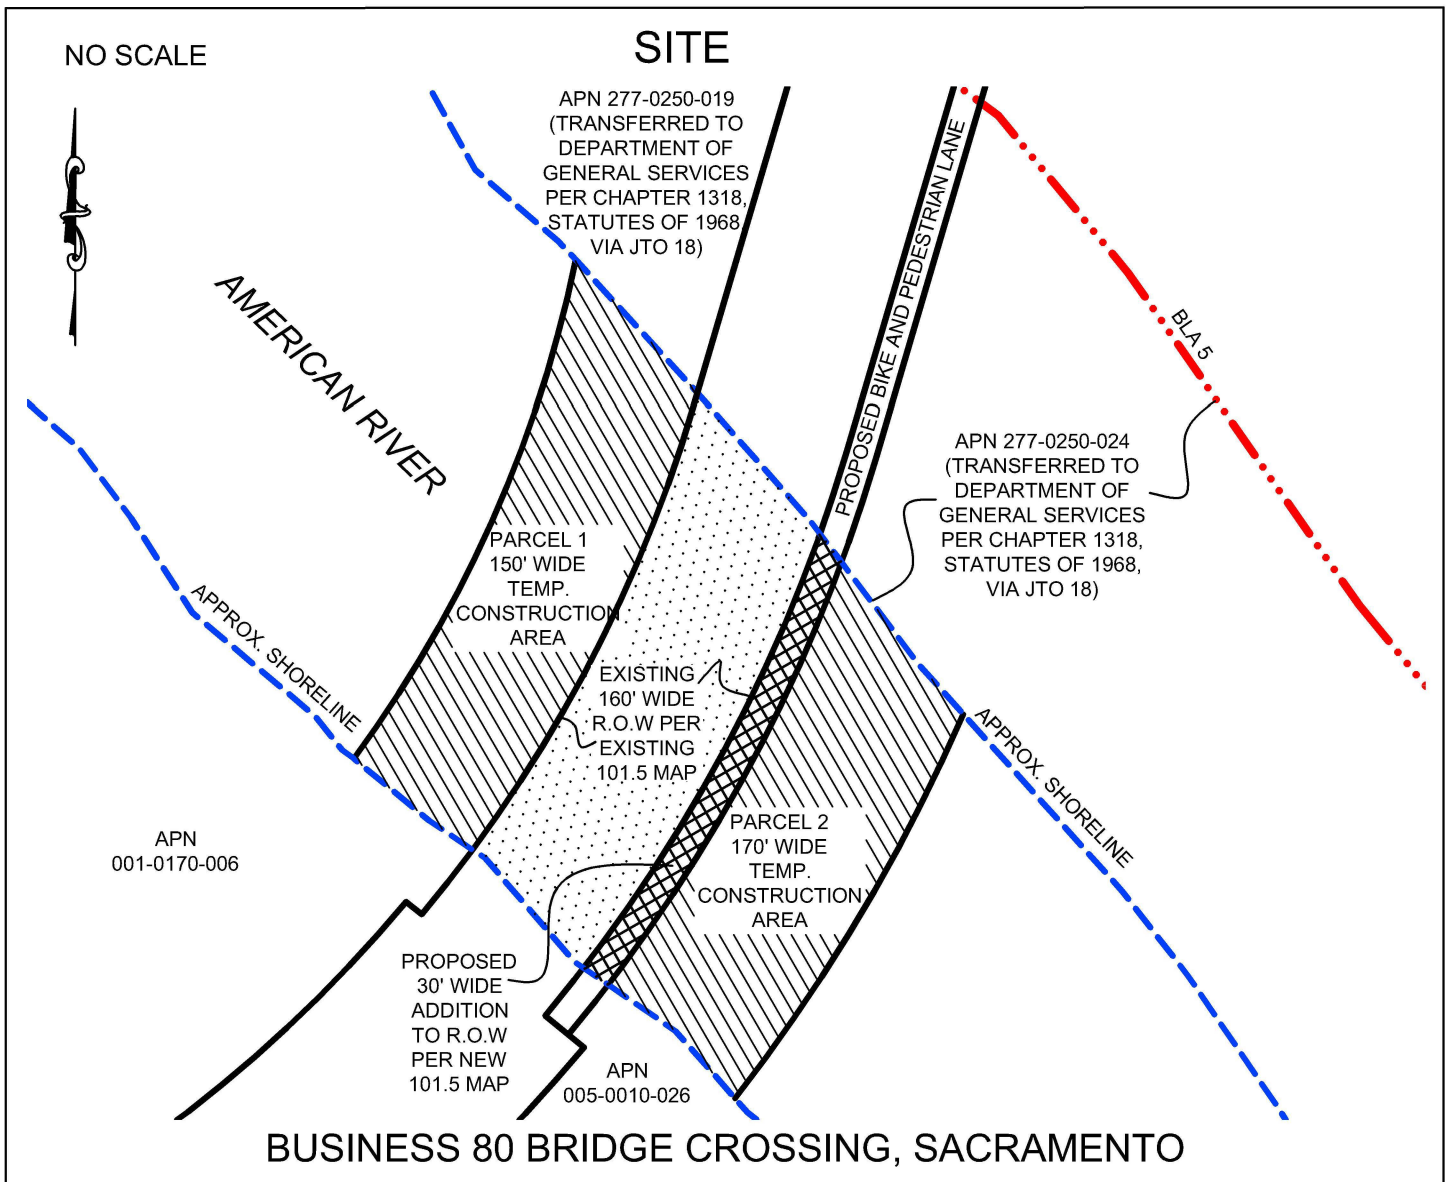 NO SCALE
SITE
APN 277-0250-019
(TRANSFERRED TO
DEPARTMENT OF
GENERAL SERVICES
PER CHAPTER 1318,
STATUTES OF 1968
VIA JTO 18)
PROPOSED BIKE AND PEDESTRIAN LANE
BLA 5
AMERICAN RIVER
APN 277-0250-024
(TRANSFERRED TO
DEPARTMENT OF
GENERAL SERVICES
PER CHAPTER 1318,
STATUTES OF 1968,
VIA JTO 18)
PARCEL 1
150' WIDE
TEMP.
CONSTRUCTION
AREA
APPROX. SHORELINE
EXISTING
160' WIDE
R.O.W PER
EXISTING
101.5 MAP
APPROX. SHORELINE
APN
001-0170-006
PARCEL 2
170' WIDE
TEMP.
CONSTRUCTION
AREA
PROPOSED
30' WIDE
ADDITION
TO R.O.W
PER NEW
101.5 MAP
APN
005-0010-026
BUSINESS 80 BRIDGE CROSSING, SACRAMENTO